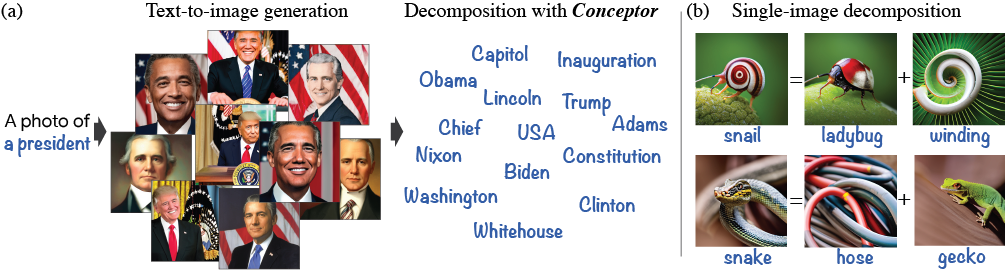 (a) Text-to-image generation Decomposition with Conceptor (b) Single-image decomposition
A photo of
a president
Capitol Inauguration
Obama
Lincoln Trump
Chief USA Adams
Nixon Biden Constitution
Washington Clinton
Whitehouse
snail = ladybug + winding
snake = hose + gecko